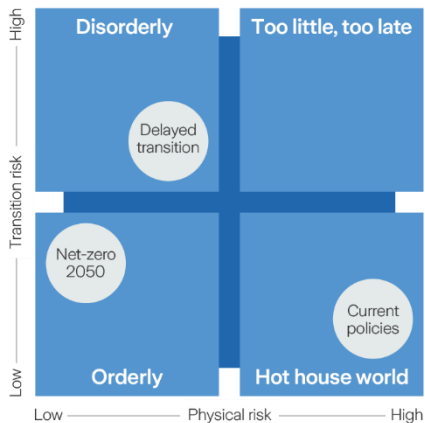 High
Disorderly
Too little, too late
Delayed
transition
Transition risk
Net-zero
2050
Current
policies
Low
Orderly
Hot house world
Low
Physical risk
High